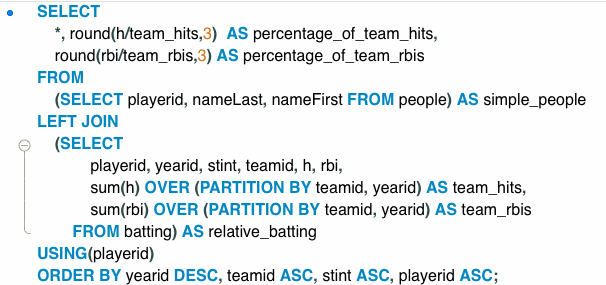 SELECT
*, round(h/team_hits,3) AS percentage_of_team_hits,
round(rbi/team_rbis,3) AS percentage_of_team_rbis
FROM
(SELECT playerid, nameLast, nameFirst FROM people) AS simple_people
LEFT JOIN
(SELECT
playerid, yearid, stint, teamid, h, rbi,
sum(h) OVER (PARTITION BY teamid, yearid) AS team_hits,
sum(rbi) OVER (PARTITION BY teamid, yearid) AS team_rbis
FROM batting) AS relative_batting
USING(playerid)
ORDER BY yearid DESC, teamid ASC, stint ASC, playerid ASC;